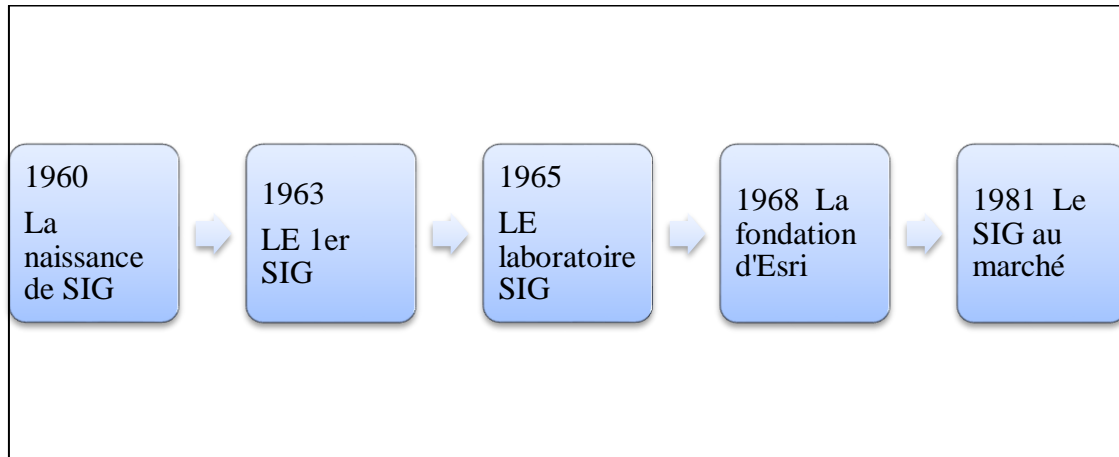 1960
La
naissance
de SIG
1963
LE 1er
SIG
1965
LE
laboratoire
SIG
1968 La
fondation
d'Esri
1981 Le
SIG au
marché